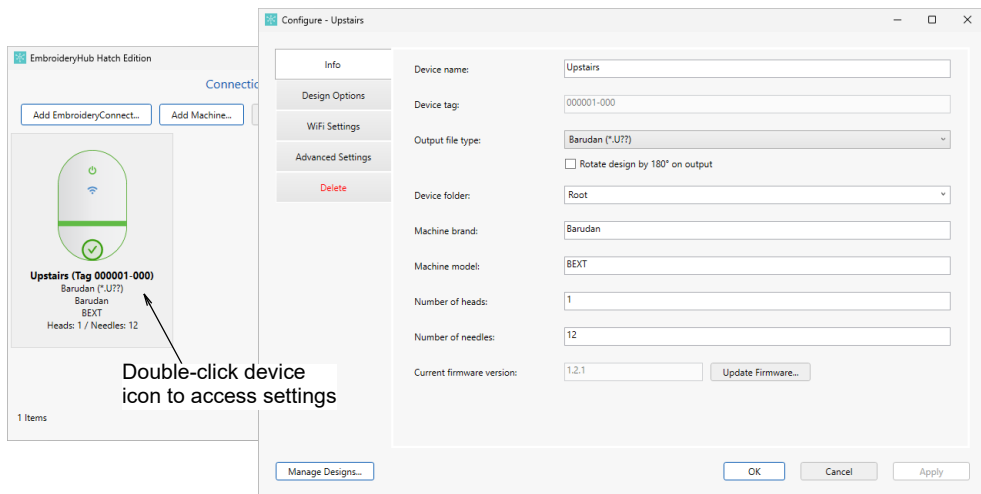 EmbroideryHub Hatch Edition
Connectio
Add EmbroideryConnect...
Add Machine...
Upstairs (Tag 000001-000)
Barudan (*.U??)
Barudan
BEXT
Heads: 1 / Needles: 12
Double-click device
icon to access settings
1 Items
Configure - Upstairs
Info
Design Options
WiFi Settings
Advanced Settings
Delete
Device name: Upstairs
Device tag: 000001-000
Output file type: Barudan (*.U??)
Rotate design by 180° on output
Device folder: Root
Machine brand: Barudan
Machine model: BEXT
Number of heads: 1
Number of needles: 12
Current firmware version: 1.2.1 Update Firmware...
Manage Designs...
OK Cancel Apply